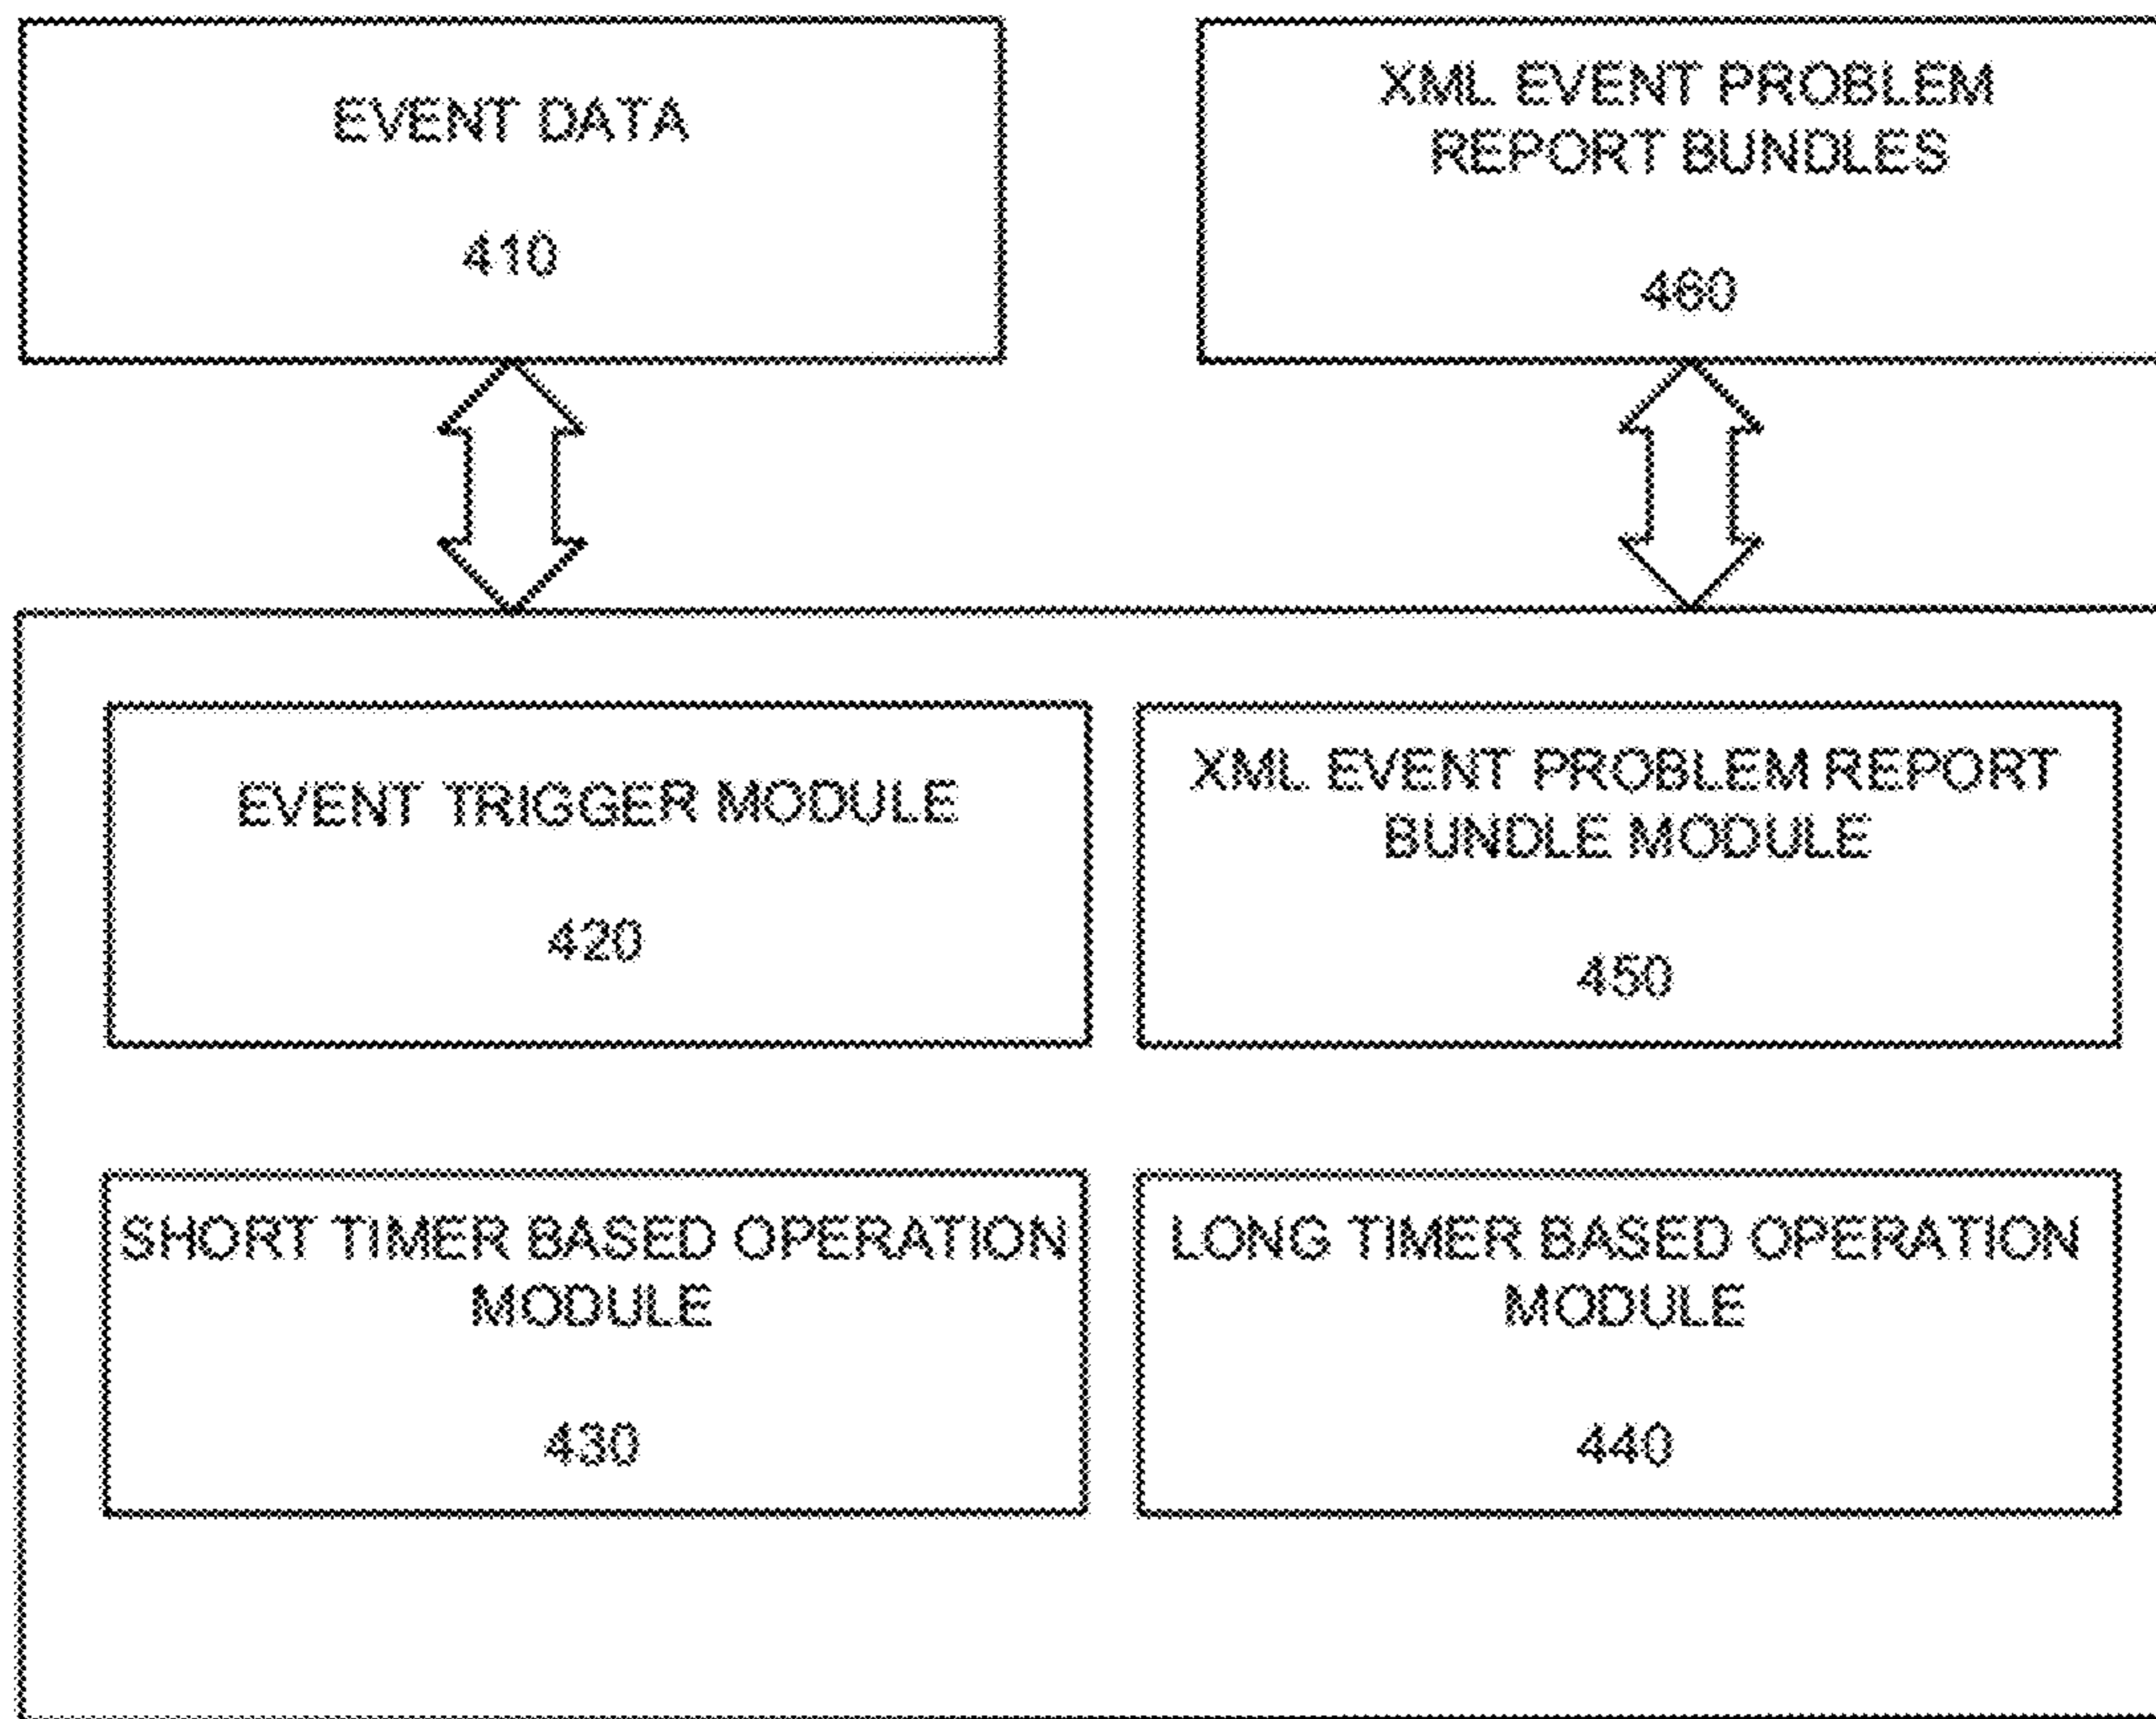 EVENT DATA
410
XML EVENT PROBLEM
REPORT BUNDLES
460
EVENT TRIGGER MODULE
420
XML EVENT PROBLEM REPORT
BUNDLE MODULE
450
SHORT TIMER BASED OPERATION
MODULE
430
LONG TIMER BASED OPERATION
MODULE
440